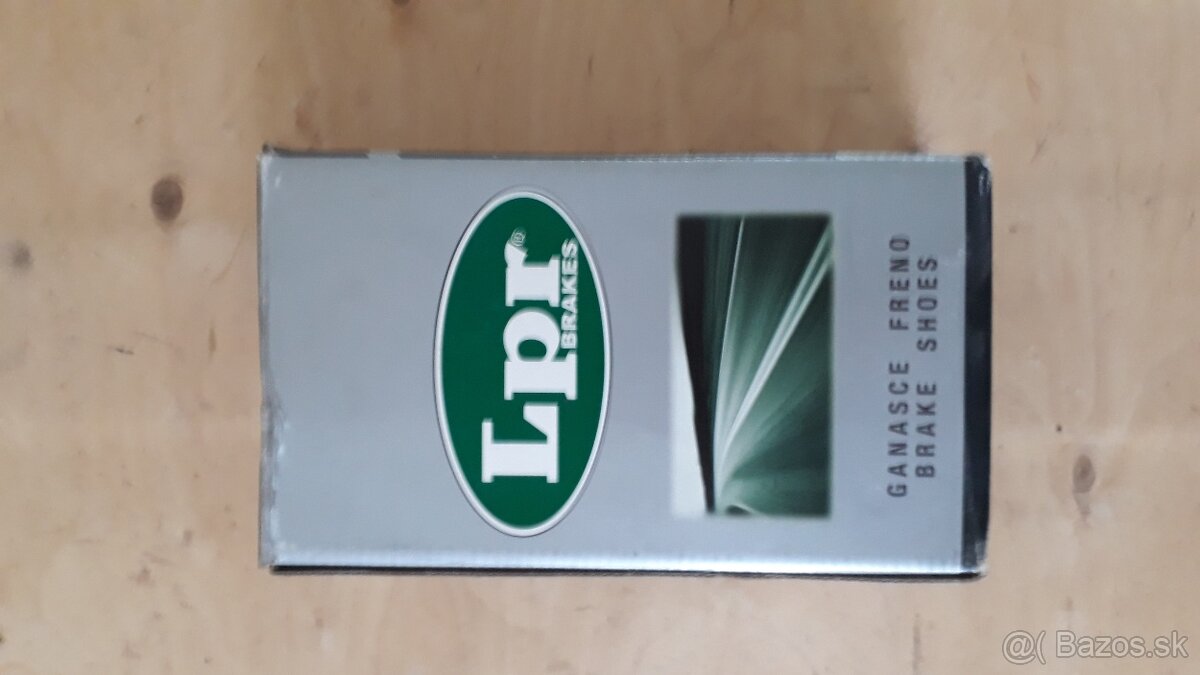 Lpr®
BRAKES
GANASCE FRENO
BRAKE SHOES
@( Bazos.sk